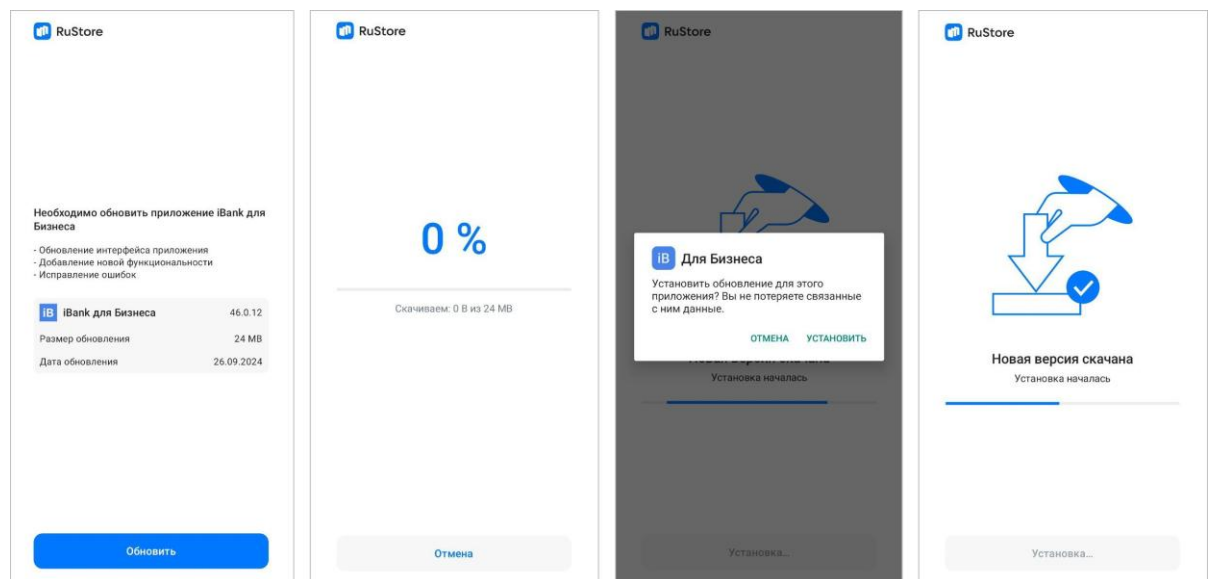 RuStore
Необходимо обновить приложение iBank для
Бизнеса
- Обновление интерфейса приложения
- Добавление новой функциональности
- Исправление ошибок
iB iBank для Бизнеса 46.0.12
Размер обновления 24 MB
Дата обновления 26.09.2024
Обновить
RuStore
0 %
Скачиваем: 0 B из 24 MB
Отмена
RuStore
iB Для Бизнеса
Установить обновление для этого
приложения? Вы не потеряете связанные
с ним данные.
ОТМЕНА УСТАНОВИТЬ
Установка началась
Установка...
RuStore
Новая версия скачана
Установка началась
Установка...